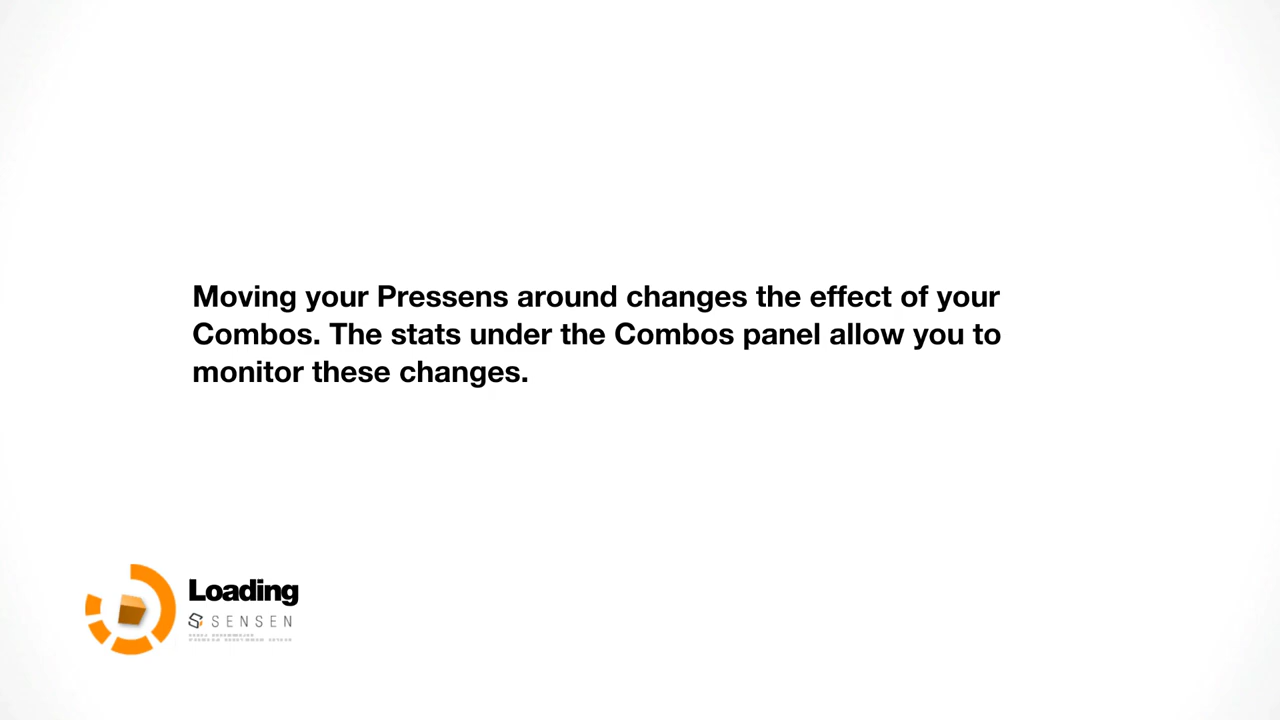 Moving your Pressens around changes the effect of your
Combos. The stats under the Combos panel allow you to
monitor these changes.
Loading
SENSEN